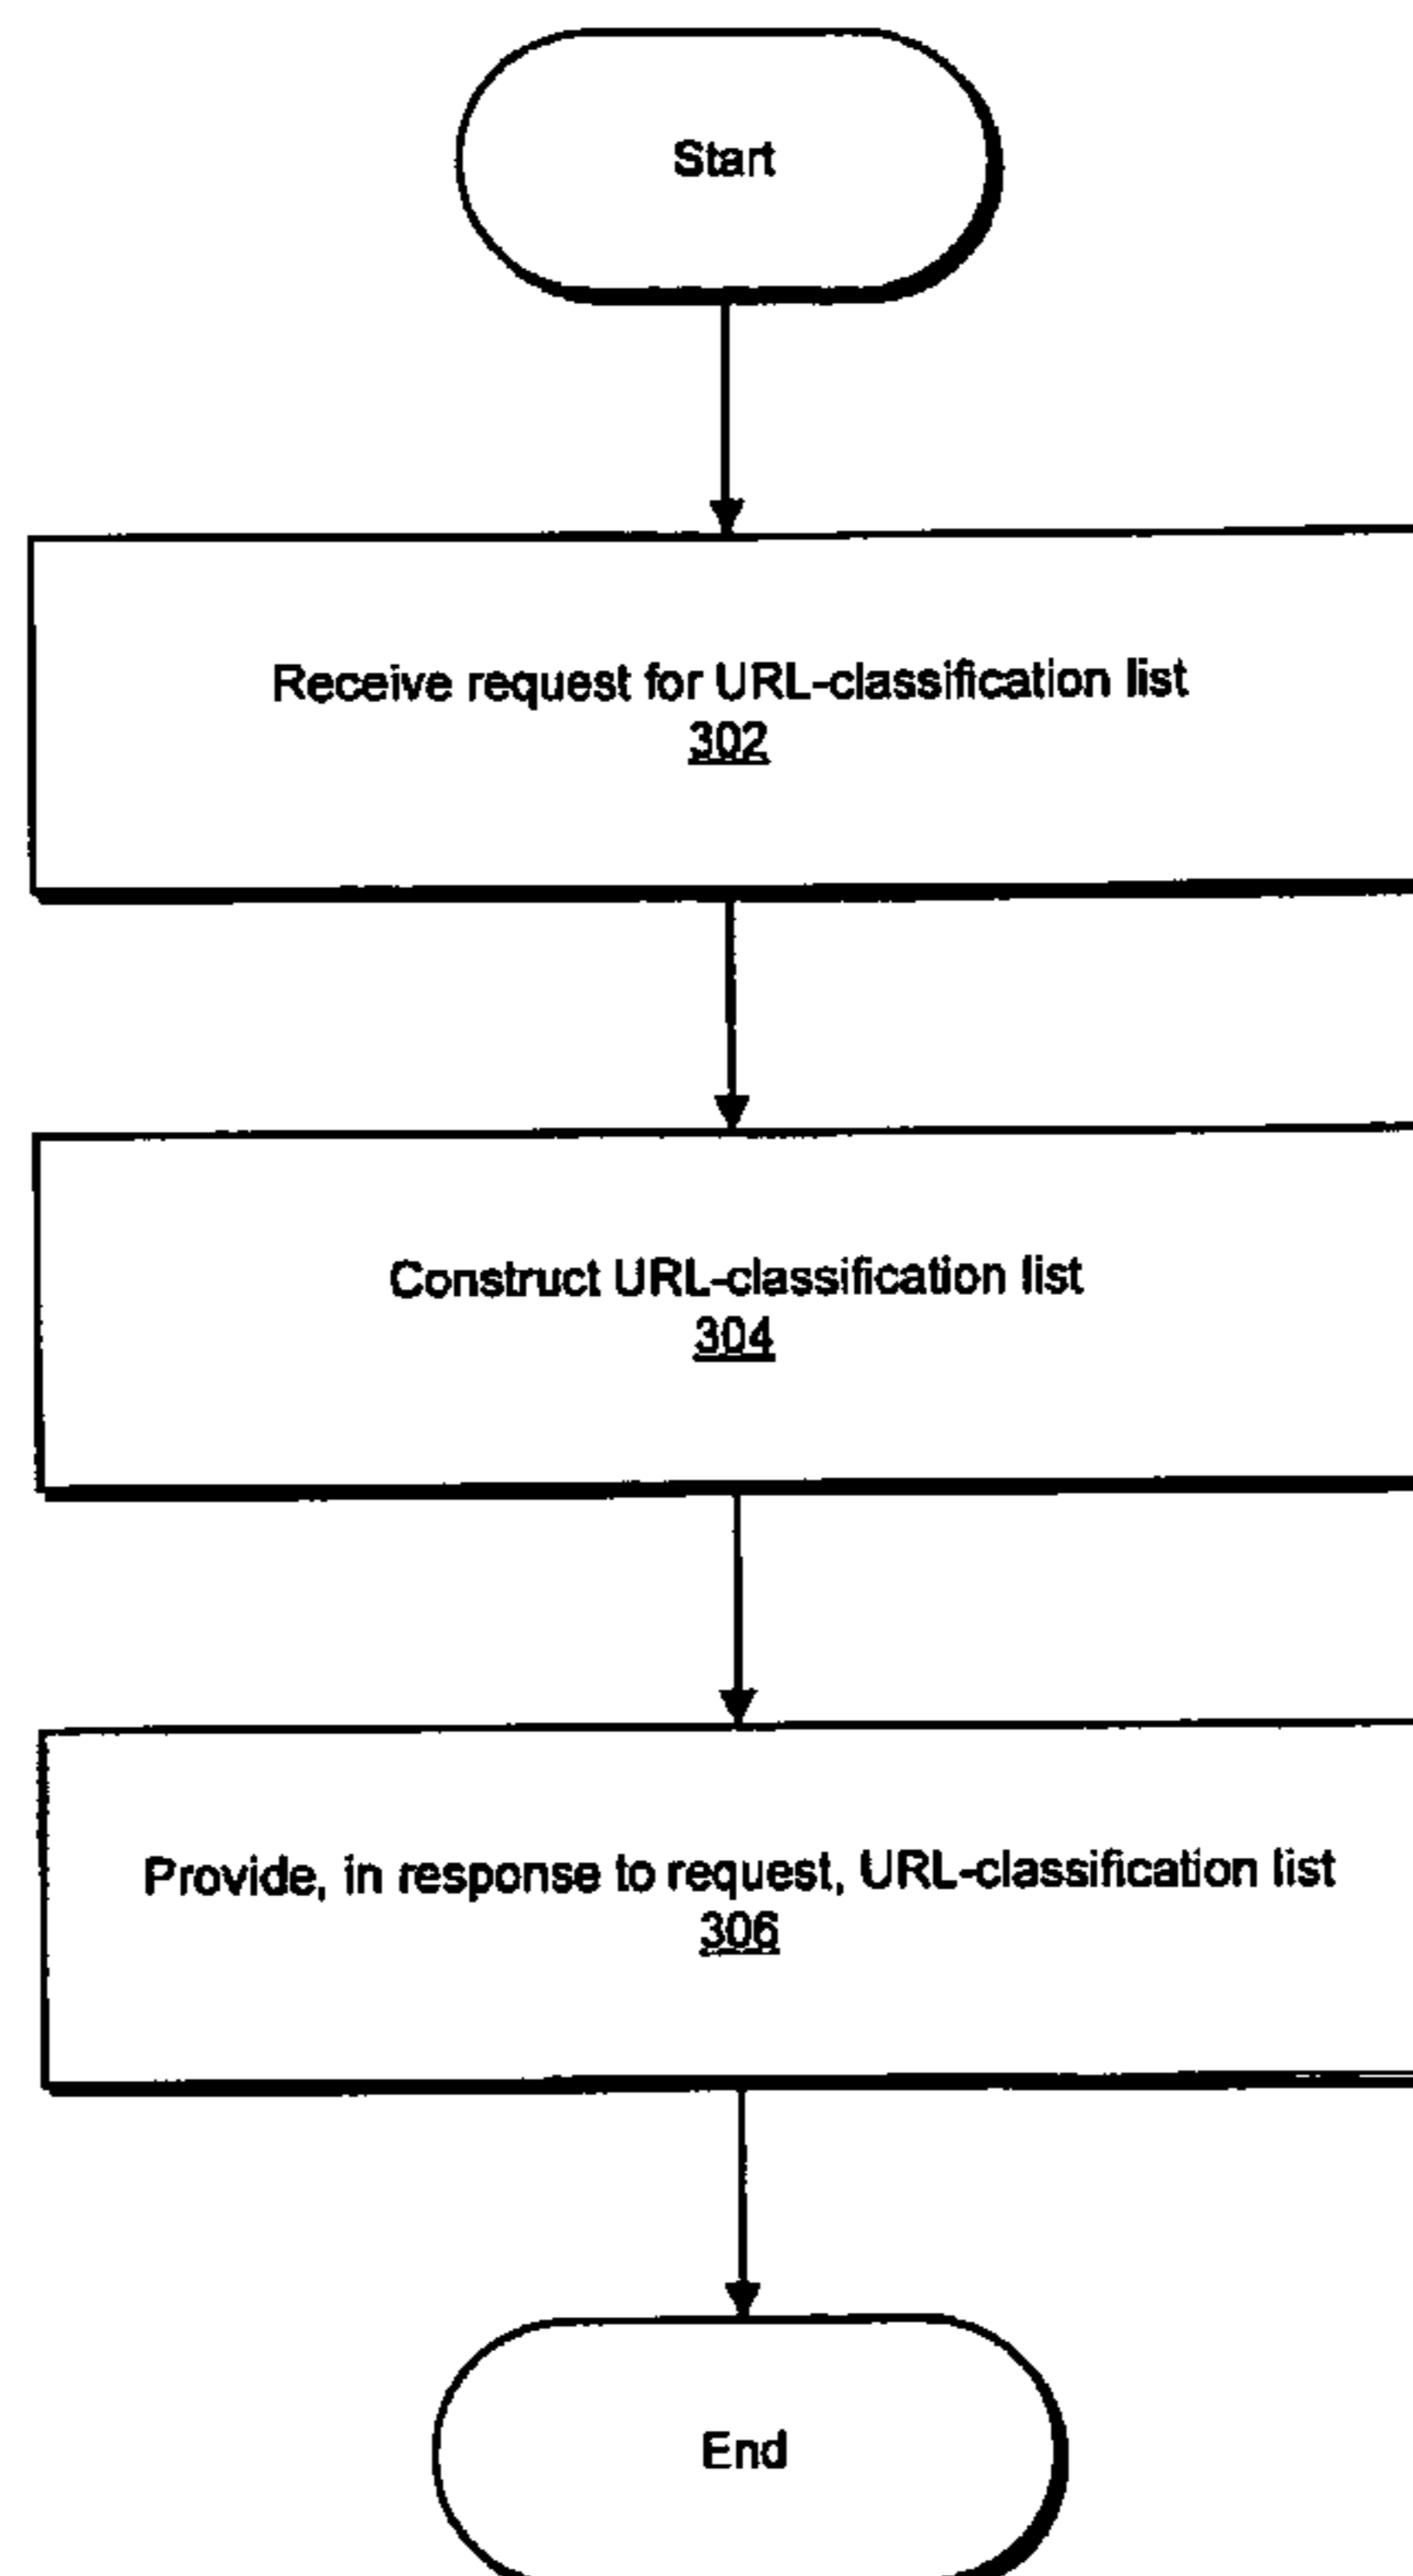 Start
Receive request for URL-classification list
302
Construct URL-classification list
304
Provide, in response to request, URL-classification list
306
End